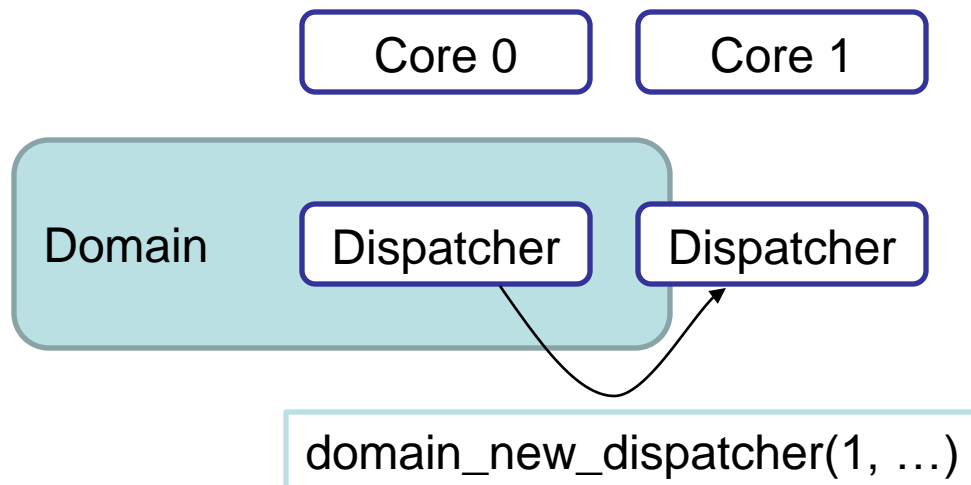 Core 0
Core 1
Domain
Dispatcher
Dispatcher
domain_new_dispatcher(1, …)